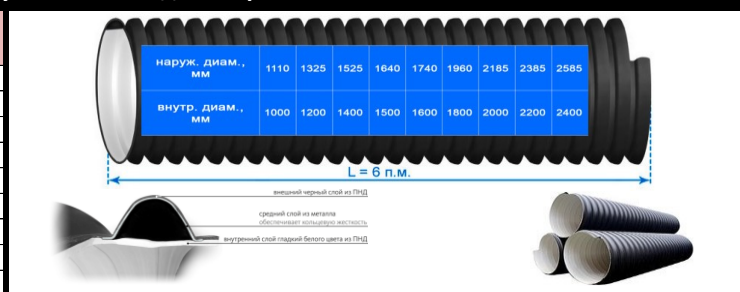 наруж. диам., мм 1110 1325 1525 1640 1740 1960 2185 2385 2585
внутр. диам., мм 1000 1200 1400 1500 1600 1800 2000 2200 2400
L = 6 п.м.
внешний черный слой из ПНД
средний слой из металла
обеспечивает кольцевую жесткость
внутренний слой гладкий белого цвета из ПНД